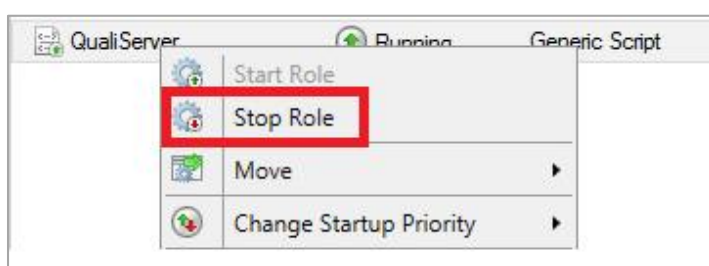 QualiServer Running Generic Script
Start Role
Stop Role
Move
Change Startup Priority